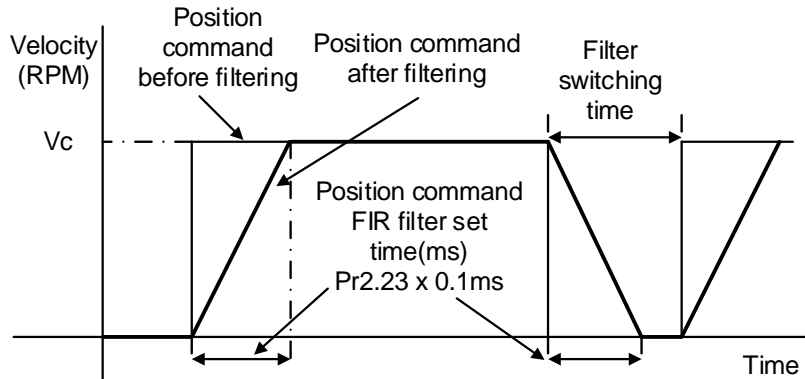 Position
command
before filtering
Velocity
(RPM)
Position command
after filtering
Filter
switching
time
Vc
Position command
FIR filter set
time(ms)
Pr2.23 x 0.1ms
Time